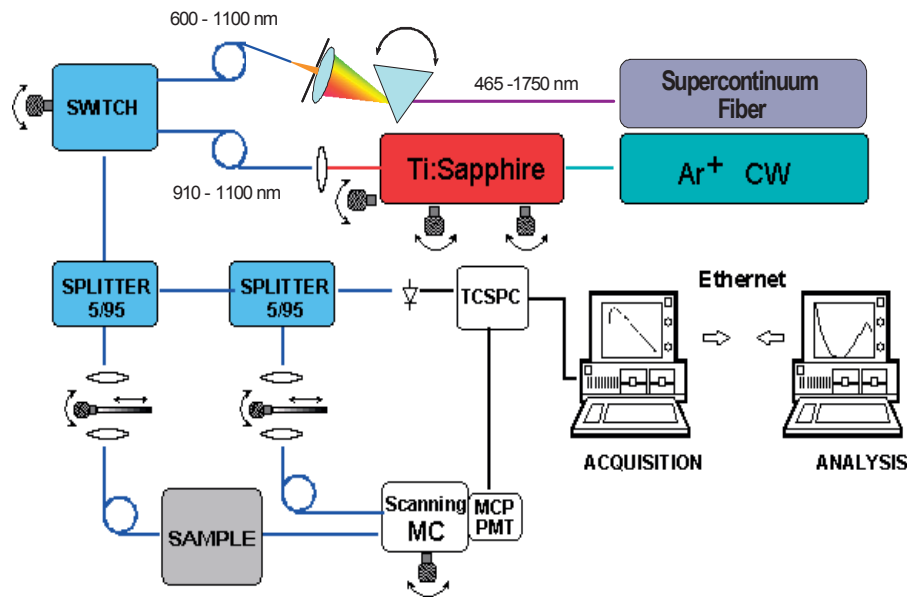 600 - 1100 nm
465 -1750 nm
Supercontinuum
Fiber
SWITCH
Ti:Sapphire
Ar+ CW
910 - 1100 nm
SPLITTER
5/95
SPLITTER
5/95
TCSPC
Ethernet
ACQUISITION
ANALYSIS
Scanning
MC
MCP
PMT
SAMPLE